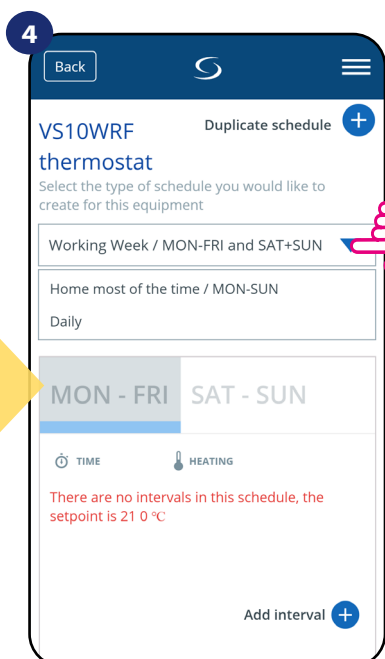 4
Back
VS10WRF
thermostat
Duplicate schedule
Select the type of schedule you would like to
create for this equipment
Working Week / MON-FRI and SAT+SUN
Home most of the time / MON-SUN
Daily
MON - FRI SAT - SUN
TIME HEATING
There are no intervals in this schedule, the
setpoint is 21 0 °C
Add interval